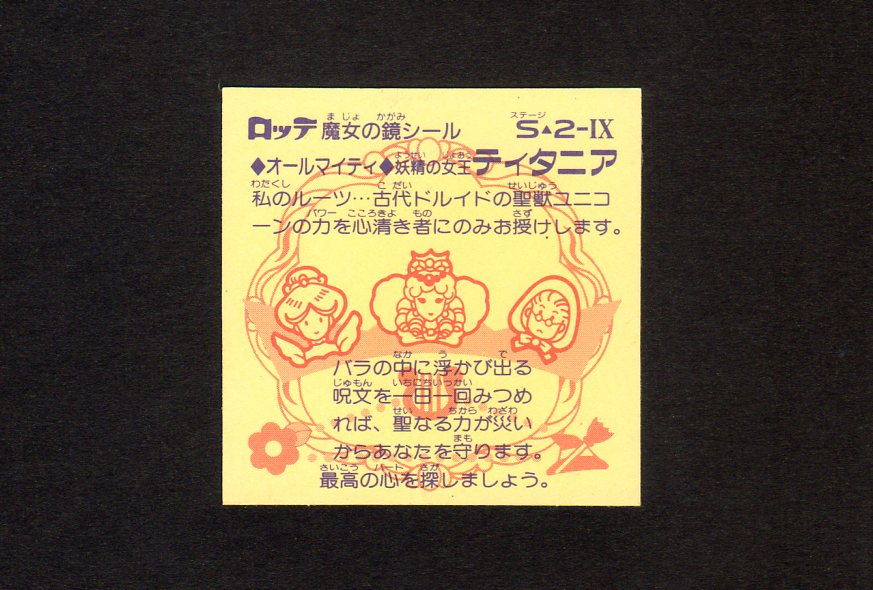 ロッテ 魔女の鏡シール S▲2-IX
◆オールマイティ◆妖精の女王ティタニア
私のルーツ…古代ドルイドの聖獣ユニコ
ーンの力を心清き者にのみお授けします。
バラの中に浮かび出る
呪文を一日一回みつめ
れば、聖なる力が災い
からあなたを守ります。
最高の心を探しましょう。